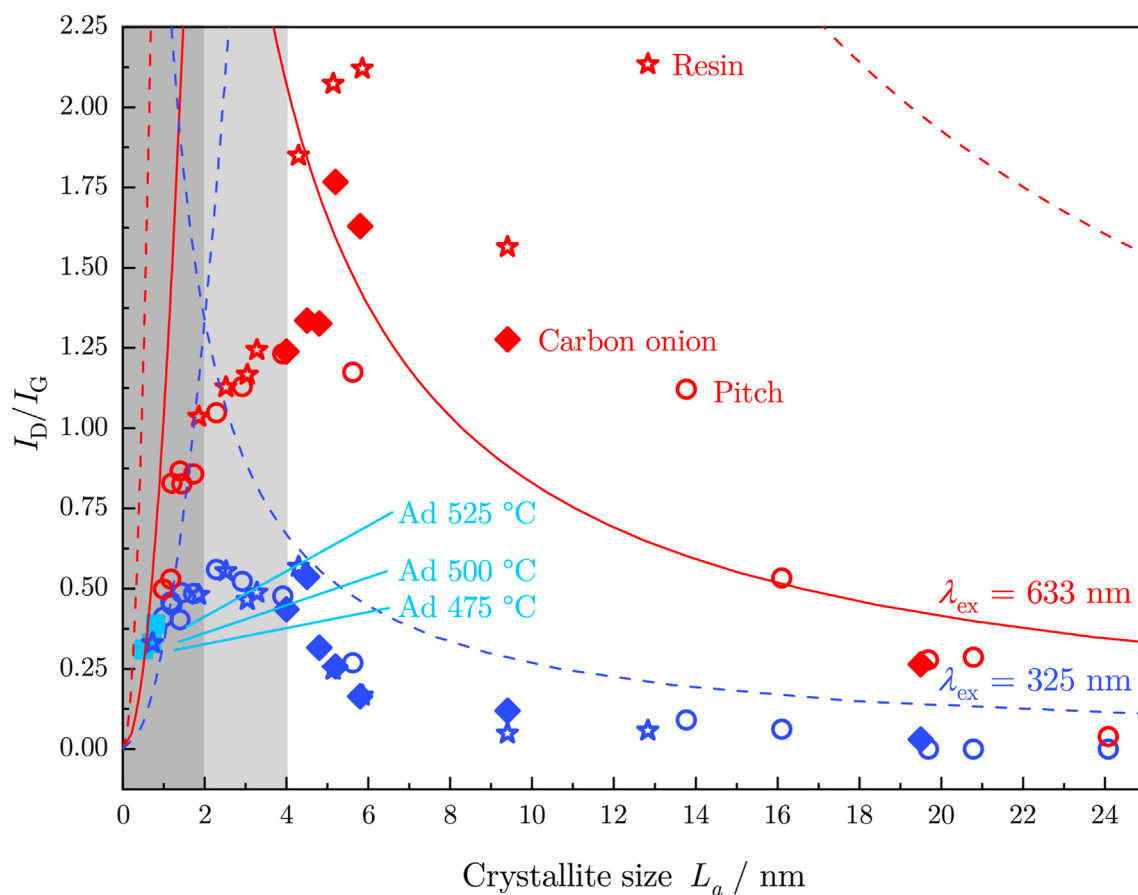 2.25
2.00
1.75
1.50
1.25
1.00
0.75
0.50
0.25
0.00
I_D/I_G
Resin
Carbon onion
Pitch
Ad 525 °C
Ad 500 °C
Ad 475 °C
λ_ex = 633 nm
λ_ex = 325 nm
0 2 4 6 8 10 12 14 16 18 20 22 24
Crystallite size L_a / nm